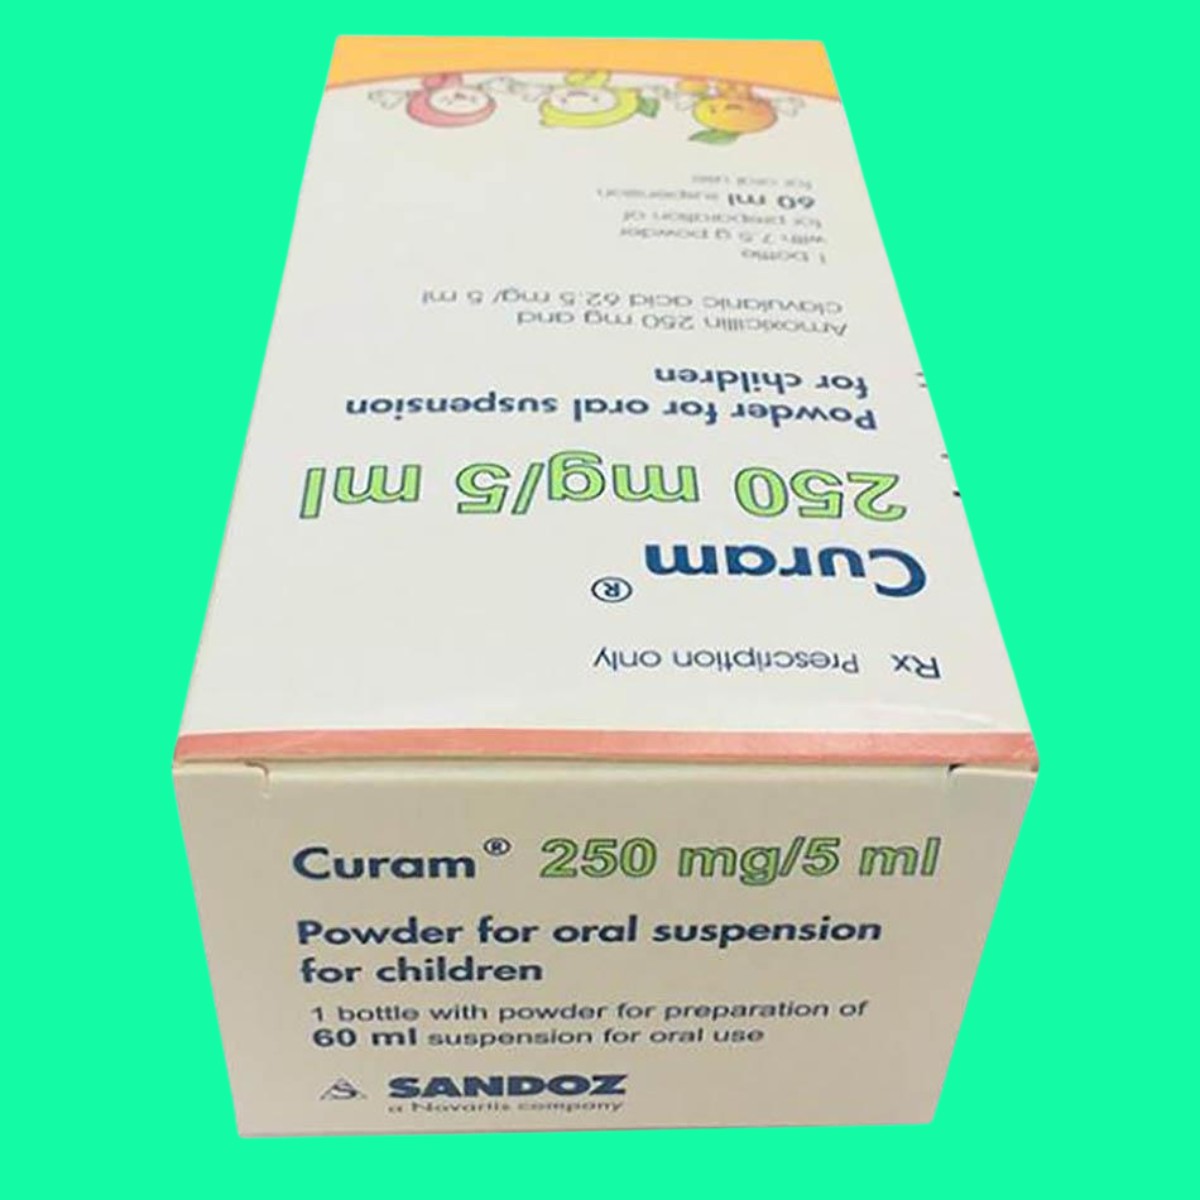 Rx Prescription only
Curam®
250 mg/5 ml
Powder for oral suspension
for children
Amoxicillin 250 mg and
clavulanic acid 62.5 mg/ 5 ml
1 bottle
with 7.5 g powder
for preparation of
60 ml suspension
for oral use
Curam® 250 mg/5 ml
Powder for oral suspension
for children
1 bottle with powder for preparation of
60 ml suspension for oral use
SANDOZ
a Novartis company